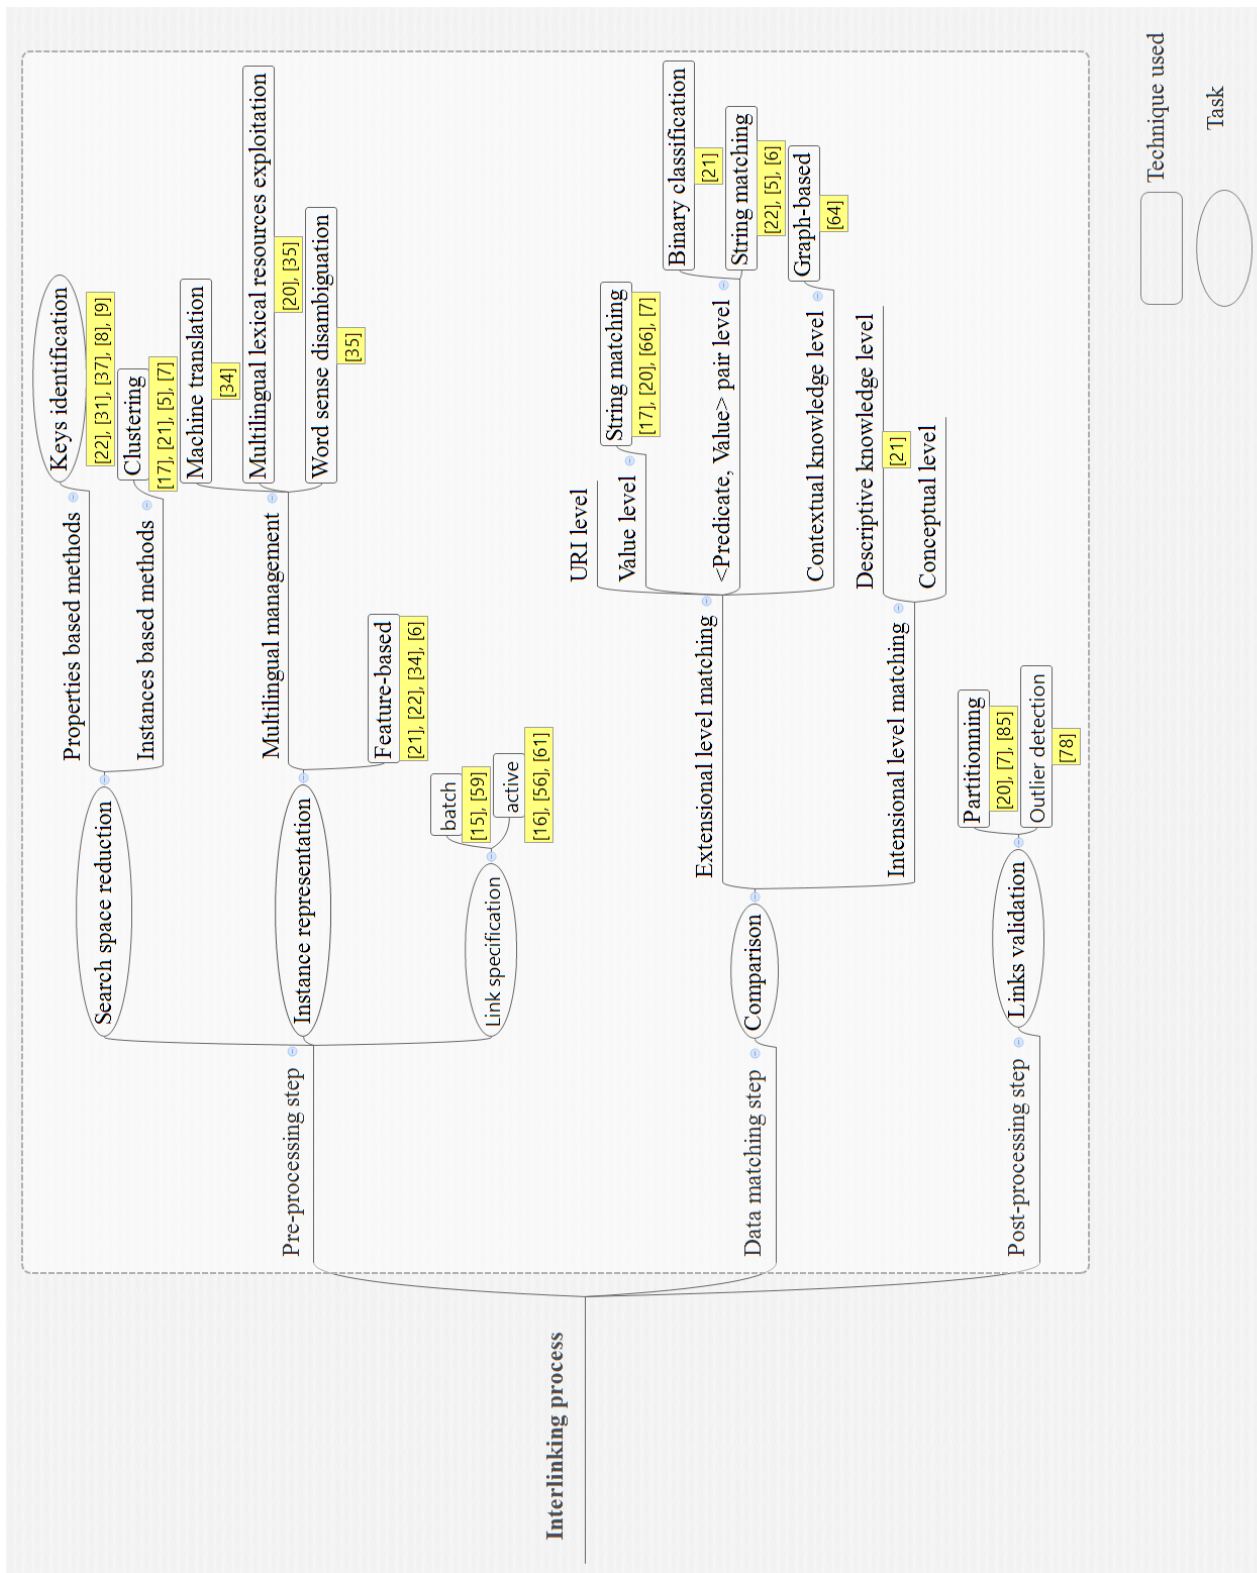 Interlinking process
Pre-processing step
Search space reduction
Properties based methods
Keys identification
[22], [31], [37], [8], [9]
Instances based methods
Clustering
[17], [21], [5], [7]
Instance representation
Multilingual management
Machine translation
[34]
Multilingual lexical resources exploitation
[20], [35]
Word sense disambiguation
[35]
Feature-based
[21], [22], [34], [6]
Link specification
batch
[15], [59]
active
[16], [56], [61]
Data matching step
Comparison
Extensional level matching
URI level
Value level
String matching
[17], [20], [66], [7]
<Predicate, Value> pair level
Binary classification
[21]
String matching
[22], [5], [6]
Contextual knowledge level
Graph-based
[64]
Intensional level matching
Descriptive knowledge level
[21]
Conceptual level
Post-processing step
Links validation
Partitionning
[20], [7], [85]
Outlier detection
[78]
Technique used
Task